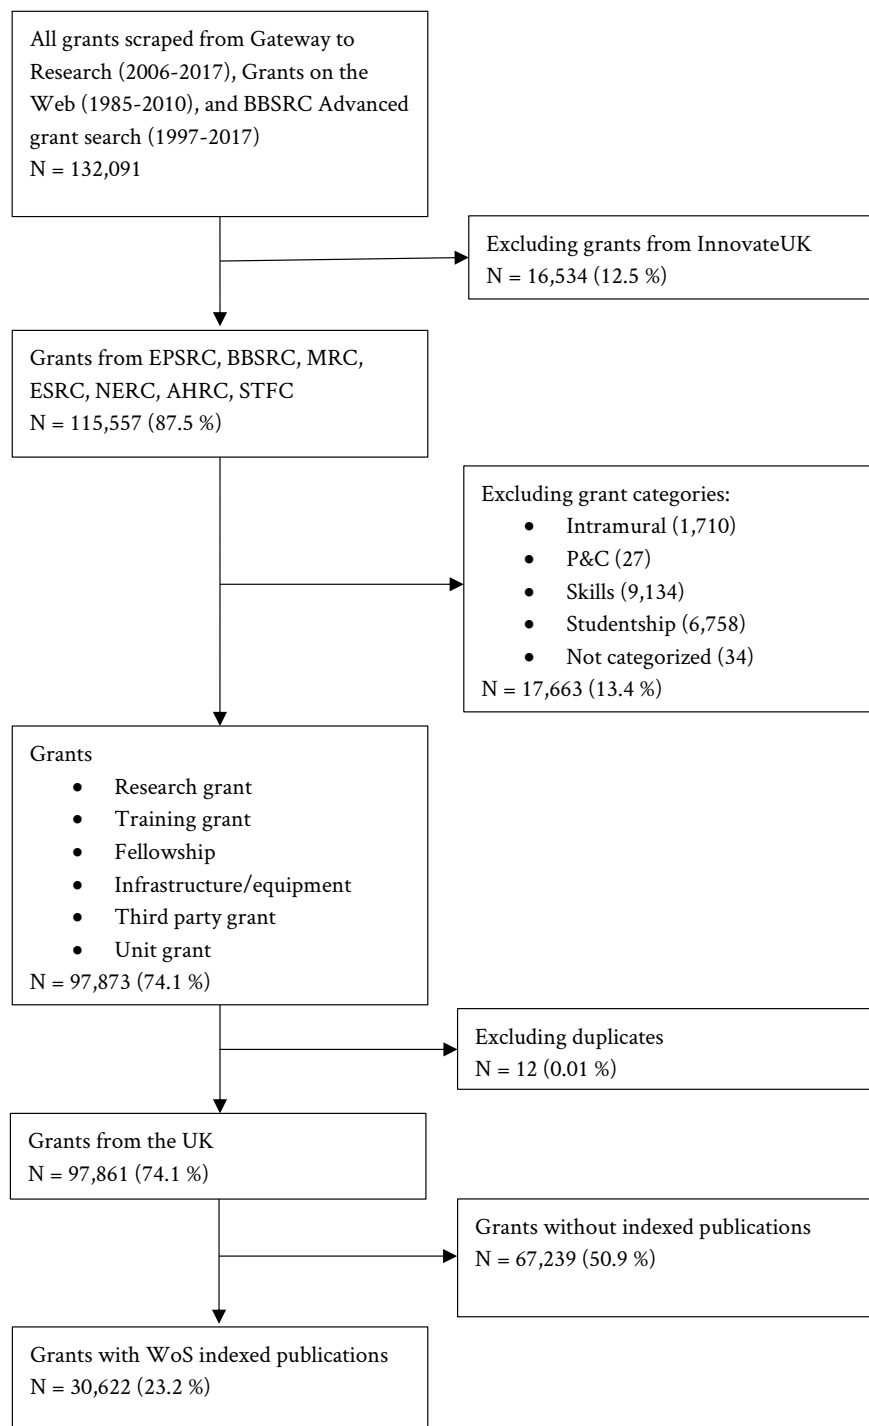 All grants scraped from Gateway to
Research (2006-2017), Grants on the
Web (1985-2010), and BBSRC Advanced
grant search (1997-2017)
N = 132,091
Excluding grants from InnovateUK
N = 16,534 (12.5 %)
Grants from EPSRC, BBSRC, MRC,
ESRC, NERC, AHRC, STFC
N = 115,557 (87.5 %)
Excluding grant categories:
• Intramural (1,710)
• P&C (27)
• Skills (9,134)
• Studentship (6,758)
• Not categorized (34)
N = 17,663 (13.4 %)
Grants
• Research grant
• Training grant
• Fellowship
• Infrastructure/equipment
• Third party grant
• Unit grant
N = 97,873 (74.1 %)
Excluding duplicates
N = 12 (0.01 %)
Grants from the UK
N = 97,861 (74.1 %)
Grants without indexed publications
N = 67,239 (50.9 %)
Grants with WoS indexed publications
N = 30,622 (23.2 %)